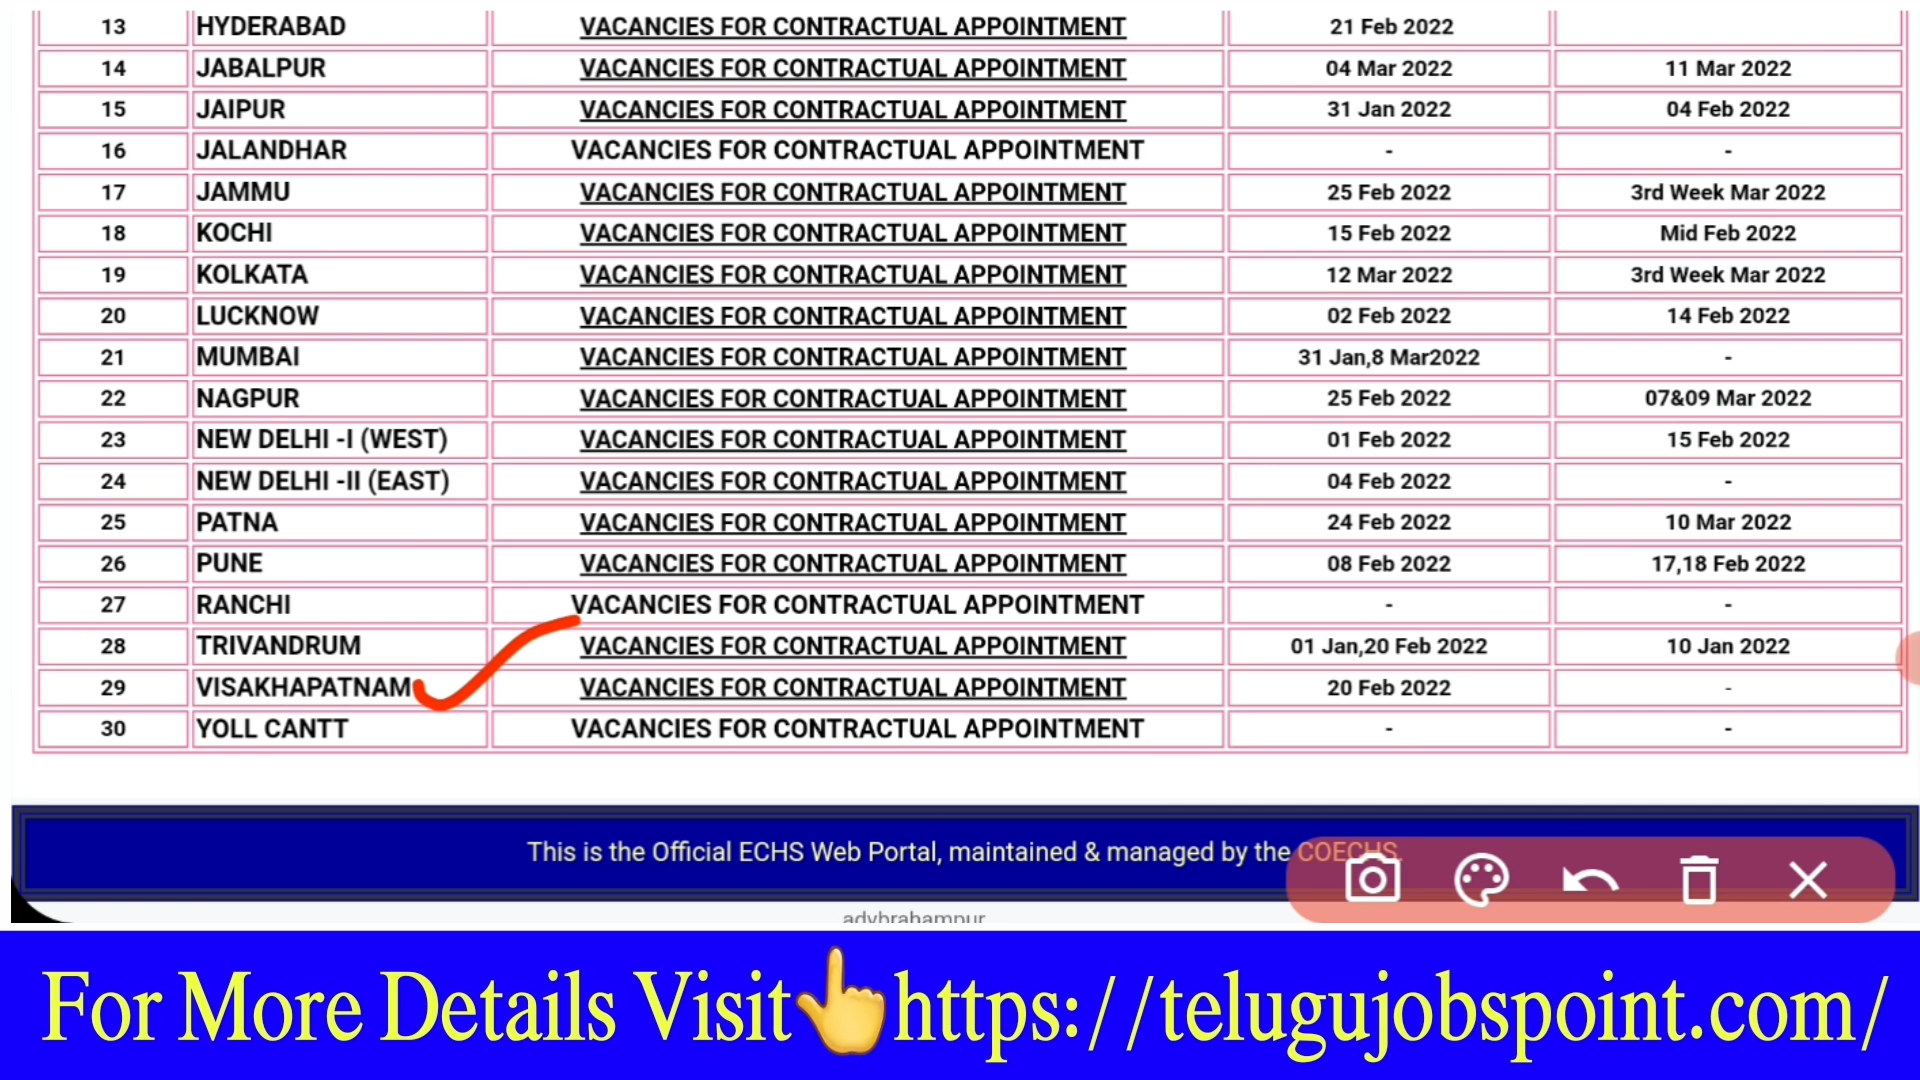 13 HYDERABAD VACANCIES FOR CONTRACTUAL APPOINTMENT 21 Feb 2022
14 JABALPUR VACANCIES FOR CONTRACTUAL APPOINTMENT 04 Mar 2022 11 Mar 2022
15 JAIPUR VACANCIES FOR CONTRACTUAL APPOINTMENT 31 Jan 2022 04 Feb 2022
16 JALANDHAR VACANCIES FOR CONTRACTUAL APPOINTMENT - -
17 JAMMU VACANCIES FOR CONTRACTUAL APPOINTMENT 25 Feb 2022 3rd Week Mar 2022
18 KOCHI VACANCIES FOR CONTRACTUAL APPOINTMENT 15 Feb 2022 Mid Feb 2022
19 KOLKATA VACANCIES FOR CONTRACTUAL APPOINTMENT 12 Mar 2022 3rd Week Mar 2022
20 LUCKNOW VACANCIES FOR CONTRACTUAL APPOINTMENT 02 Feb 2022 14 Feb 2022
21 MUMBAI VACANCIES FOR CONTRACTUAL APPOINTMENT 31 Jan,8 Mar2022 -
22 NAGPUR VACANCIES FOR CONTRACTUAL APPOINTMENT 25 Feb 2022 07&09 Mar 2022
23 NEW DELHI -I (WEST) VACANCIES FOR CONTRACTUAL APPOINTMENT 01 Feb 2022 15 Feb 2022
24 NEW DELHI -II (EAST) VACANCIES FOR CONTRACTUAL APPOINTMENT 04 Feb 2022 -
25 PATNA VACANCIES FOR CONTRACTUAL APPOINTMENT 24 Feb 2022 10 Mar 2022
26 PUNE VACANCIES FOR CONTRACTUAL APPOINTMENT 08 Feb 2022 17,18 Feb 2022
27 RANCHI VACANCIES FOR CONTRACTUAL APPOINTMENT - -
28 TRIVANDRUM VACANCIES FOR CONTRACTUAL APPOINTMENT 01 Jan,20 Feb 2022 10 Jan 2022
29 VISAKHAPATNAM VACANCIES FOR CONTRACTUAL APPOINTMENT 20 Feb 2022 -
30 YOLL CANTT VACANCIES FOR CONTRACTUAL APPOINTMENT - -
This is the Official ECHS Web Portal, maintained & managed by the COECHS.
advbrahampur
For More Details Visit👆https://telugujobspoint.com/